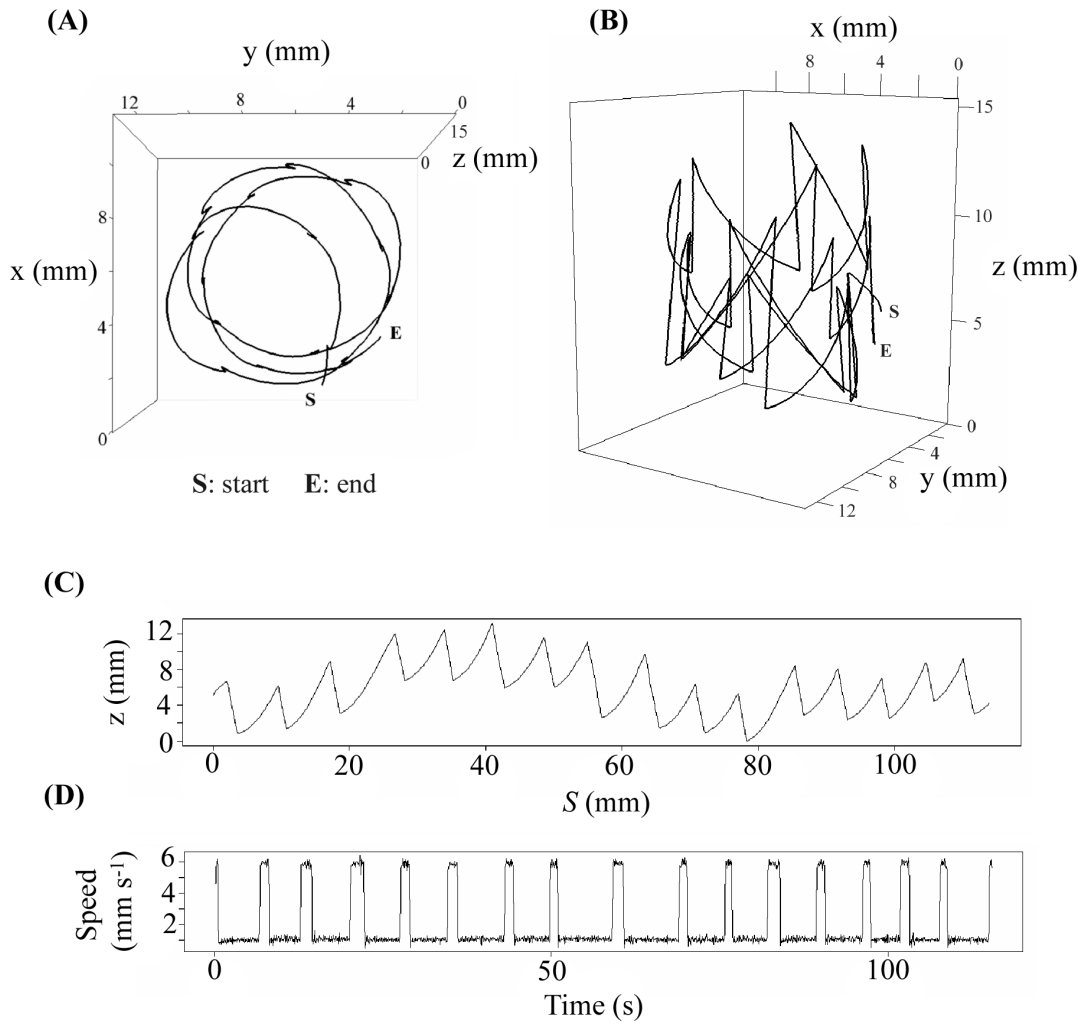 (A)
y (mm)
12 8 4 0
15
0
z (mm)
8
x (mm)
4
0
E
S
S: start E: end
(B)
x (mm)
8 4 0
15
10
z (mm)
5
S
E
0
4
y (mm)
8
12
(C)
z (mm)
12
8
4
0
0 20 40 60 80 100
S (mm)
(D)
Speed
(mm s-1)
6
4
2
0 50 100
Time (s)